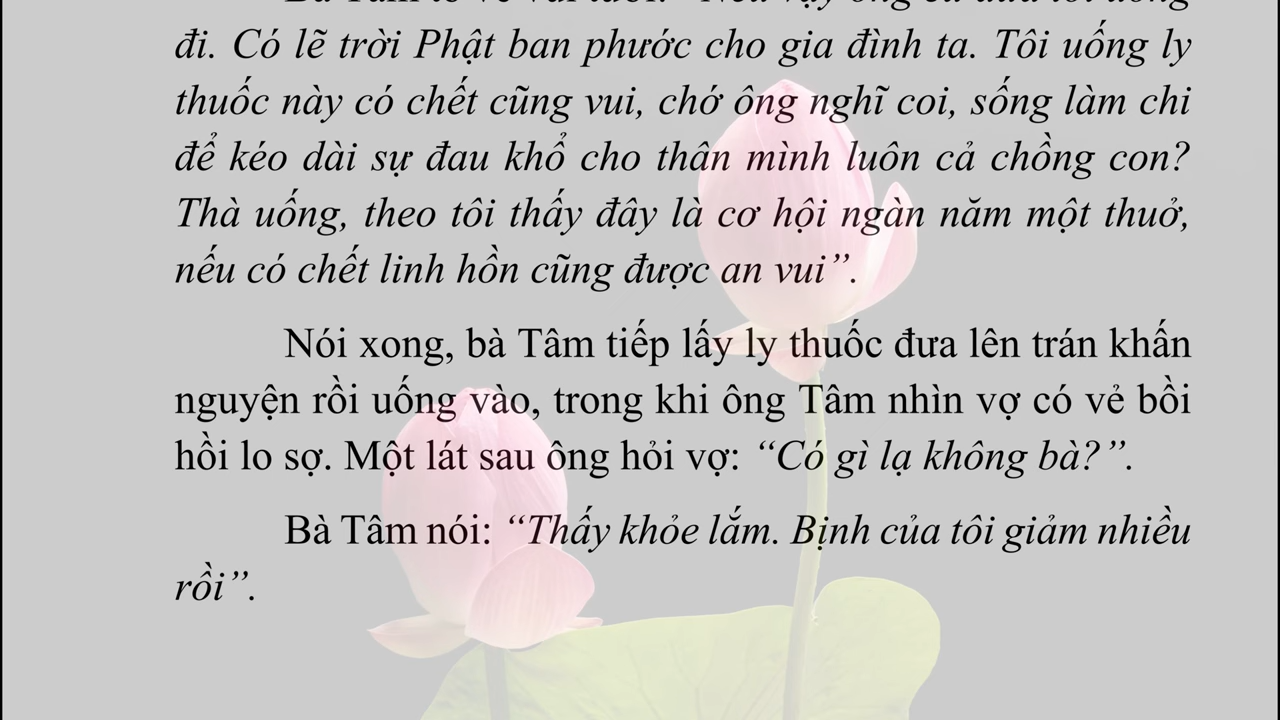 đi. Có lẽ trời Phật ban phước cho gia đình ta. Tôi uống ly
thuốc này có chết cũng vui, chớ ông nghĩ coi, sống làm chi
để kéo dài sự đau khổ cho thân mình luôn cả chồng con?
Thà uống, theo tôi thấy đây là cơ hội ngàn năm một thuở,
nếu có chết linh hồn cũng được an vui”.
Nói xong, bà Tâm tiếp lấy ly thuốc đưa lên trán khấn
nguyện rồi uống vào, trong khi ông Tâm nhìn vợ có vẻ bồi
hồi lo sợ. Một lát sau ông hỏi vợ: “Có gì lạ không bà?”.
Bà Tâm nói: “Thấy khỏe lắm. Bịnh của tôi giảm nhiều
rồi”.